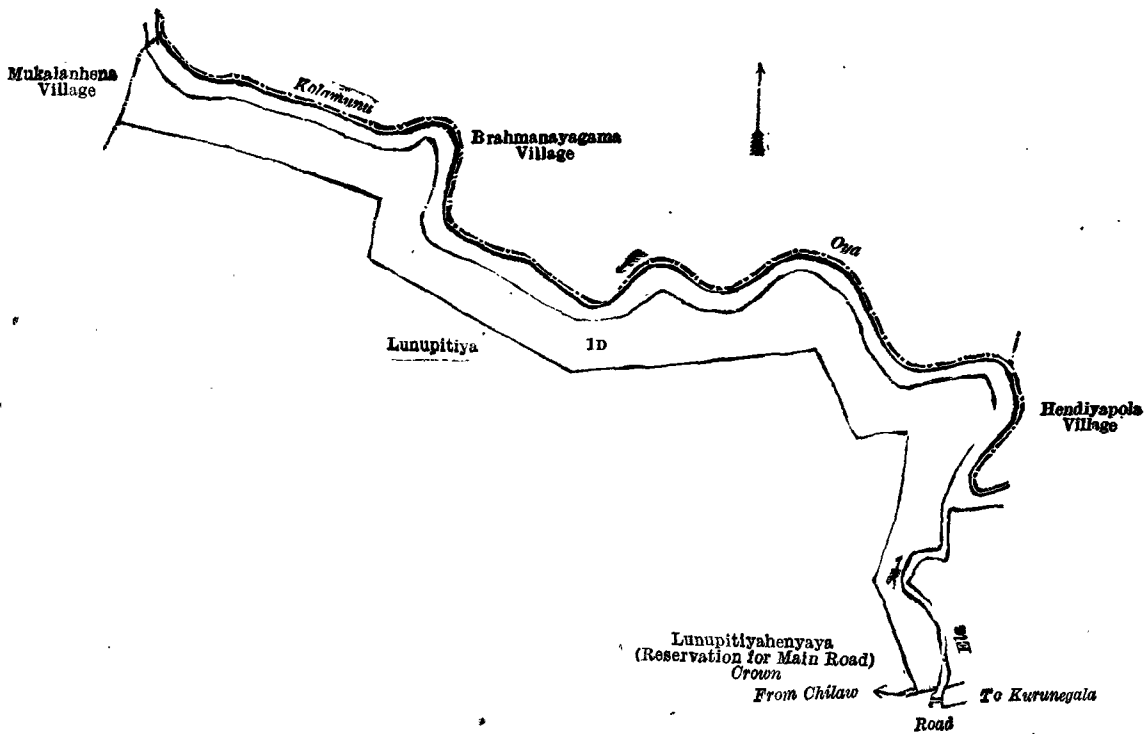 Mukalanhena
Village
Kolamunu
Brahmanayagama
Village
Oya
Lunupitiya
1D
Hendiyapola
Village
Ela
Lunupitiyahenyaya
(Reservation for Main Road)
Crown
From Chilaw
To Kurunegala
Road